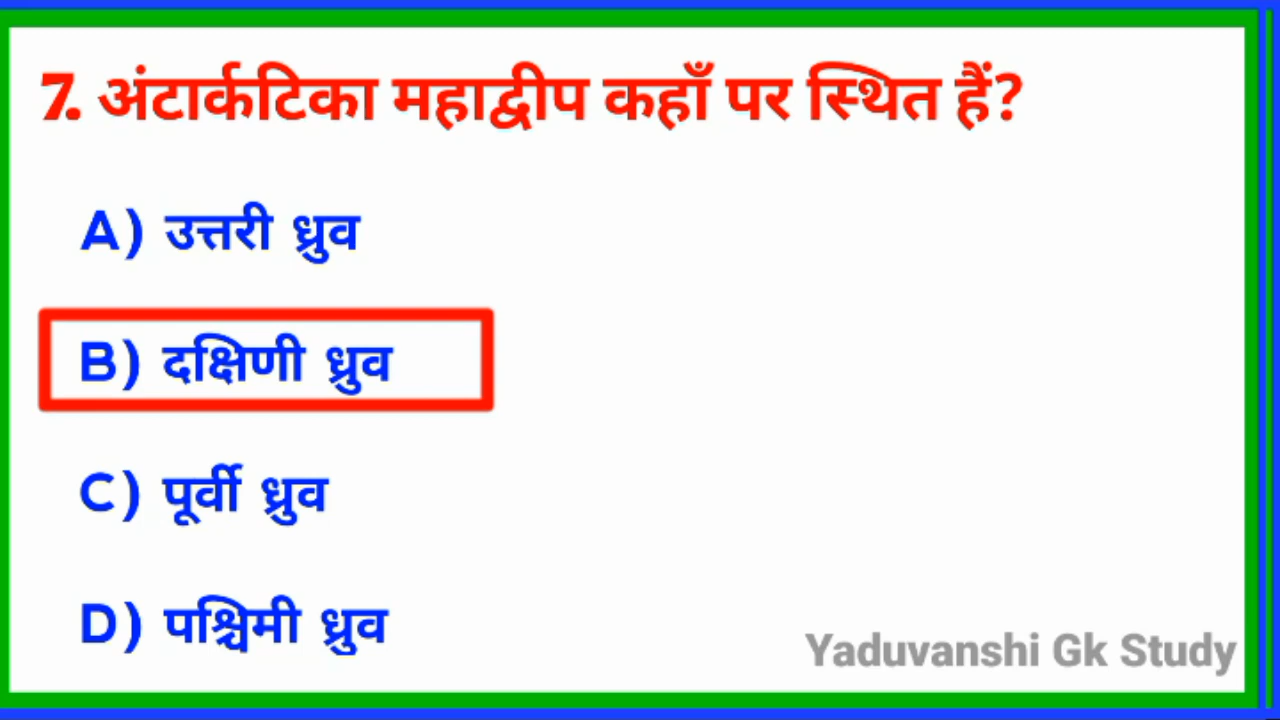 7. अंटार्कटिका महाद्वीप कहाँ पर स्थित हैं?
A) उत्तरी ध्रुव
B) दक्षिणी ध्रुव
C) पूर्वी ध्रुव
D) पश्चिमी ध्रुव
Yaduvanshi Gk Study